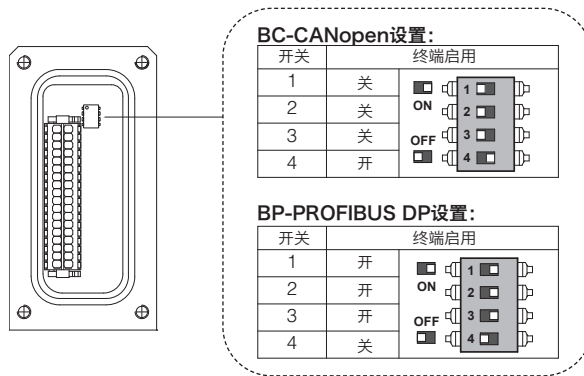 BC-CANopen设置：
开关 终端启用
1 关
2 关
3 关
4 开
ON
OFF
1
2
3
4
BP-PROFIBUS DP设置：
开关 终端启用
1 开
2 开
3 开
4 关
ON
OFF
1
2
3
4